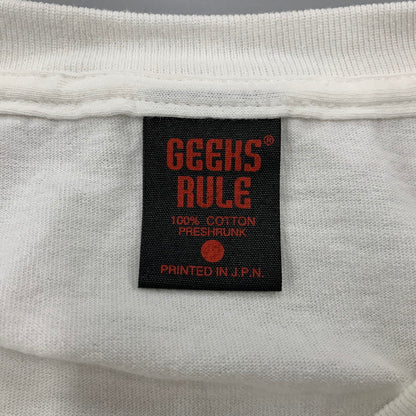 GEEKS®
RULE
100% COTTON
PRESHRUNK
PRINTED IN J.P.N.